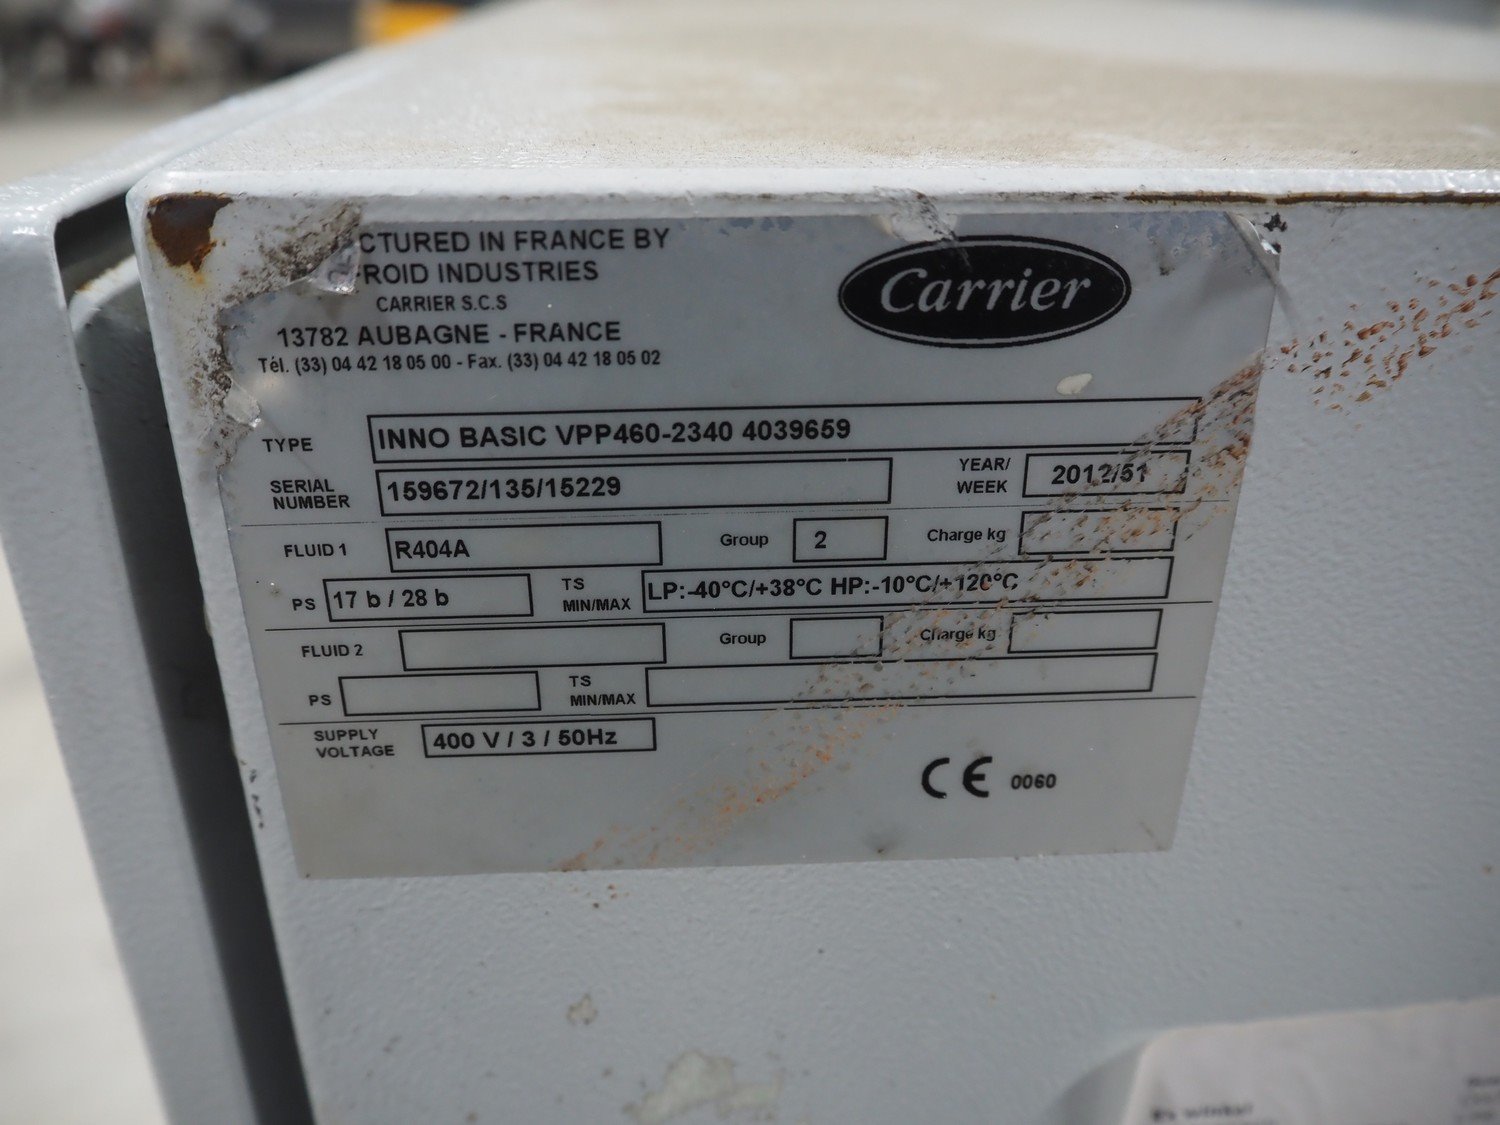 CTURED IN FRANCE BY
FROID INDUSTRIES
CARRIER S.C.S
13782 AUBAGNE - FRANCE
Tél. (33) 04 42 18 05 00 - Fax. (33) 04 42 18 05 02
Carrier
TYPE INNO BASIC VPP460-2340 4039659
SERIAL NUMBER 159672/135/15229 YEAR/ WEEK 2012/51
FLUID 1 R404A Group 2 Charge kg
PS 17 b / 28 b TS MIN/MAX LP:-40°C/+38°C HP:-10°C/+120°C
FLUID 2 Group Charge kg
PS TS MIN/MAX
SUPPLY VOLTAGE 400 V / 3 / 50Hz
CE 0060